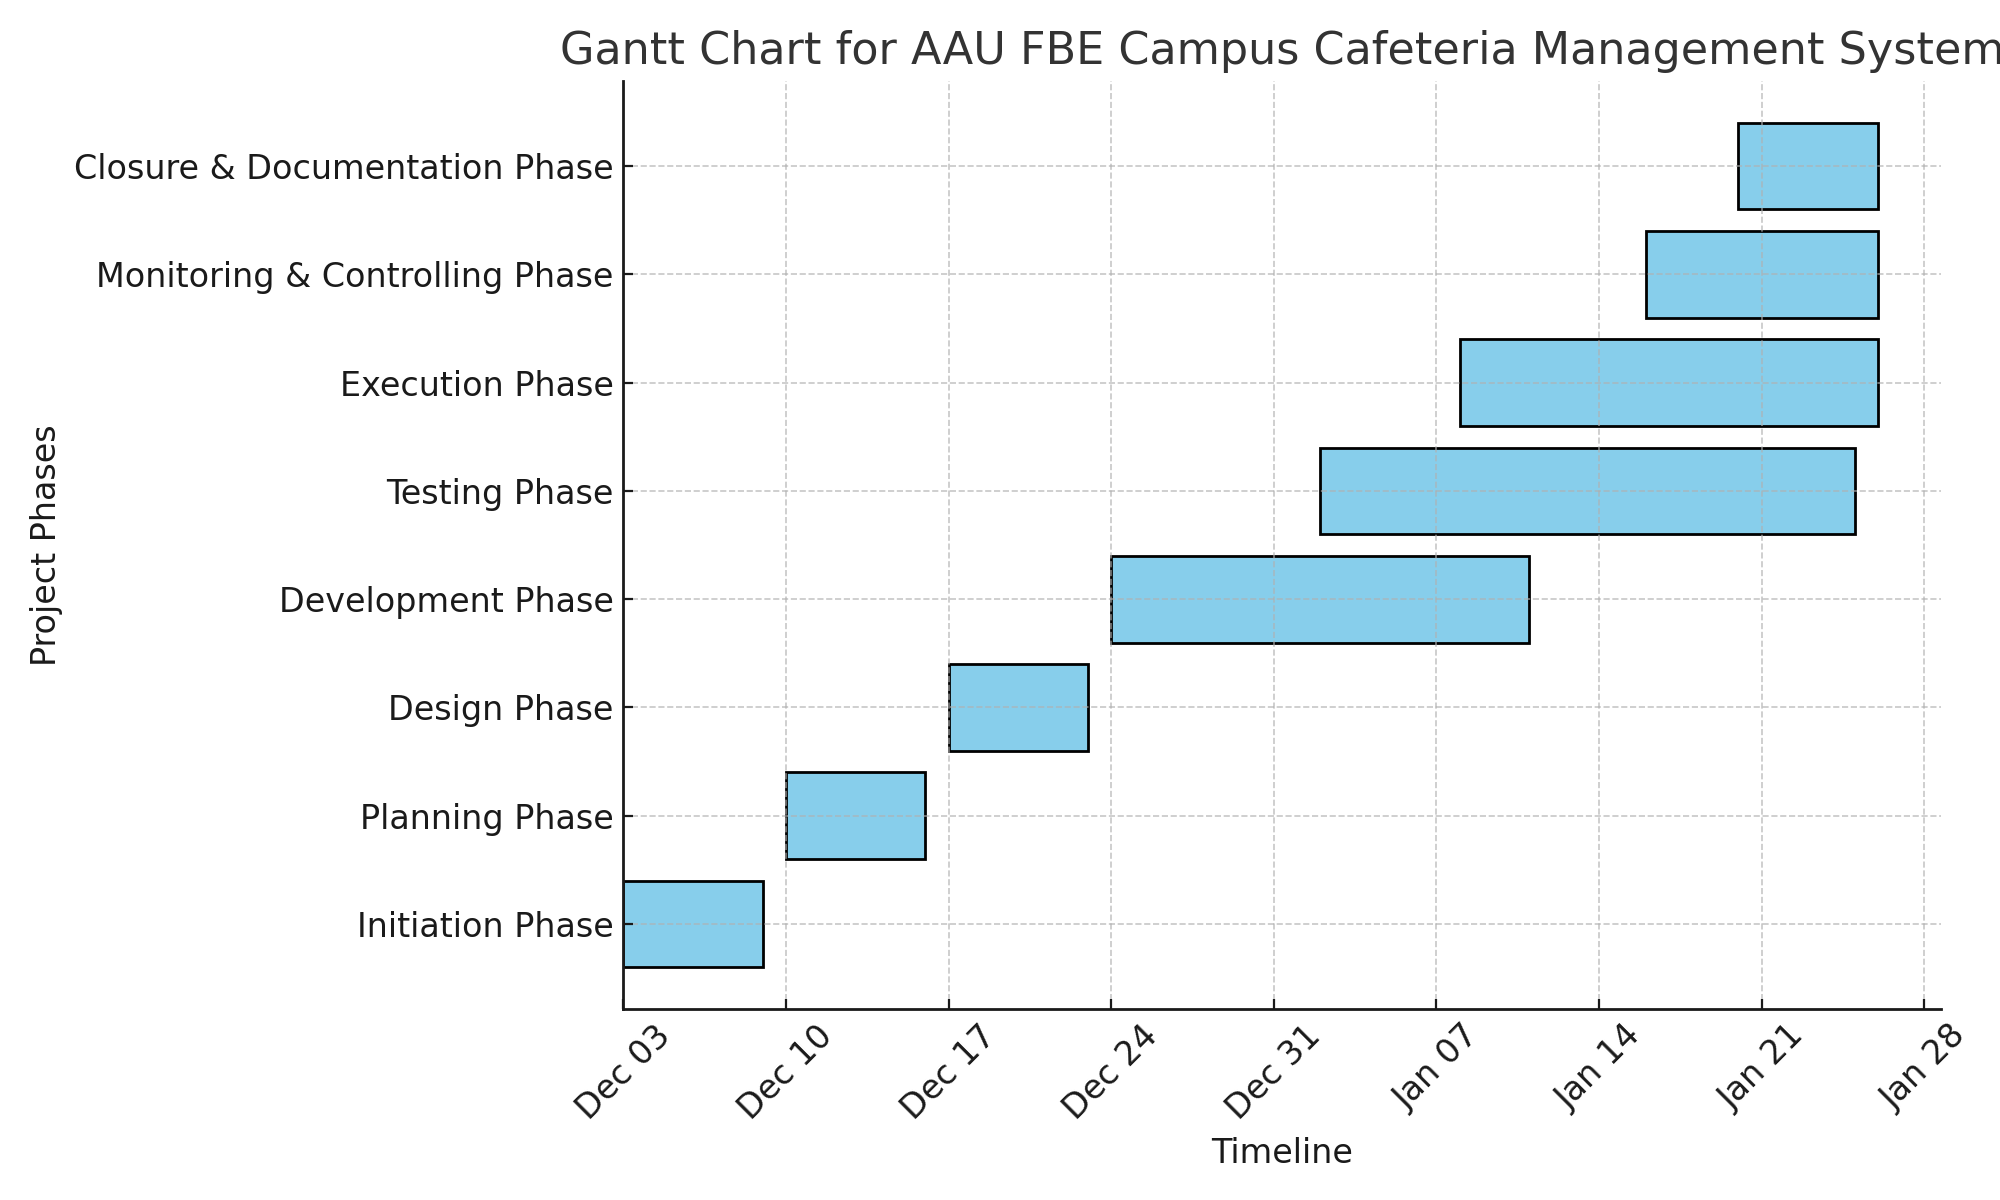 Gantt Chart for AAU FBE Campus Cafeteria Management System
Closure & Documentation Phase
Monitoring & Controlling Phase
Execution Phase
Testing Phase
Development Phase
Design Phase
Planning Phase
Initiation Phase
Project Phases
Dec 03
Dec 10
Dec 17
Dec 24
Dec 31
Jan 07
Jan 14
Jan 21
Jan 28
Timeline